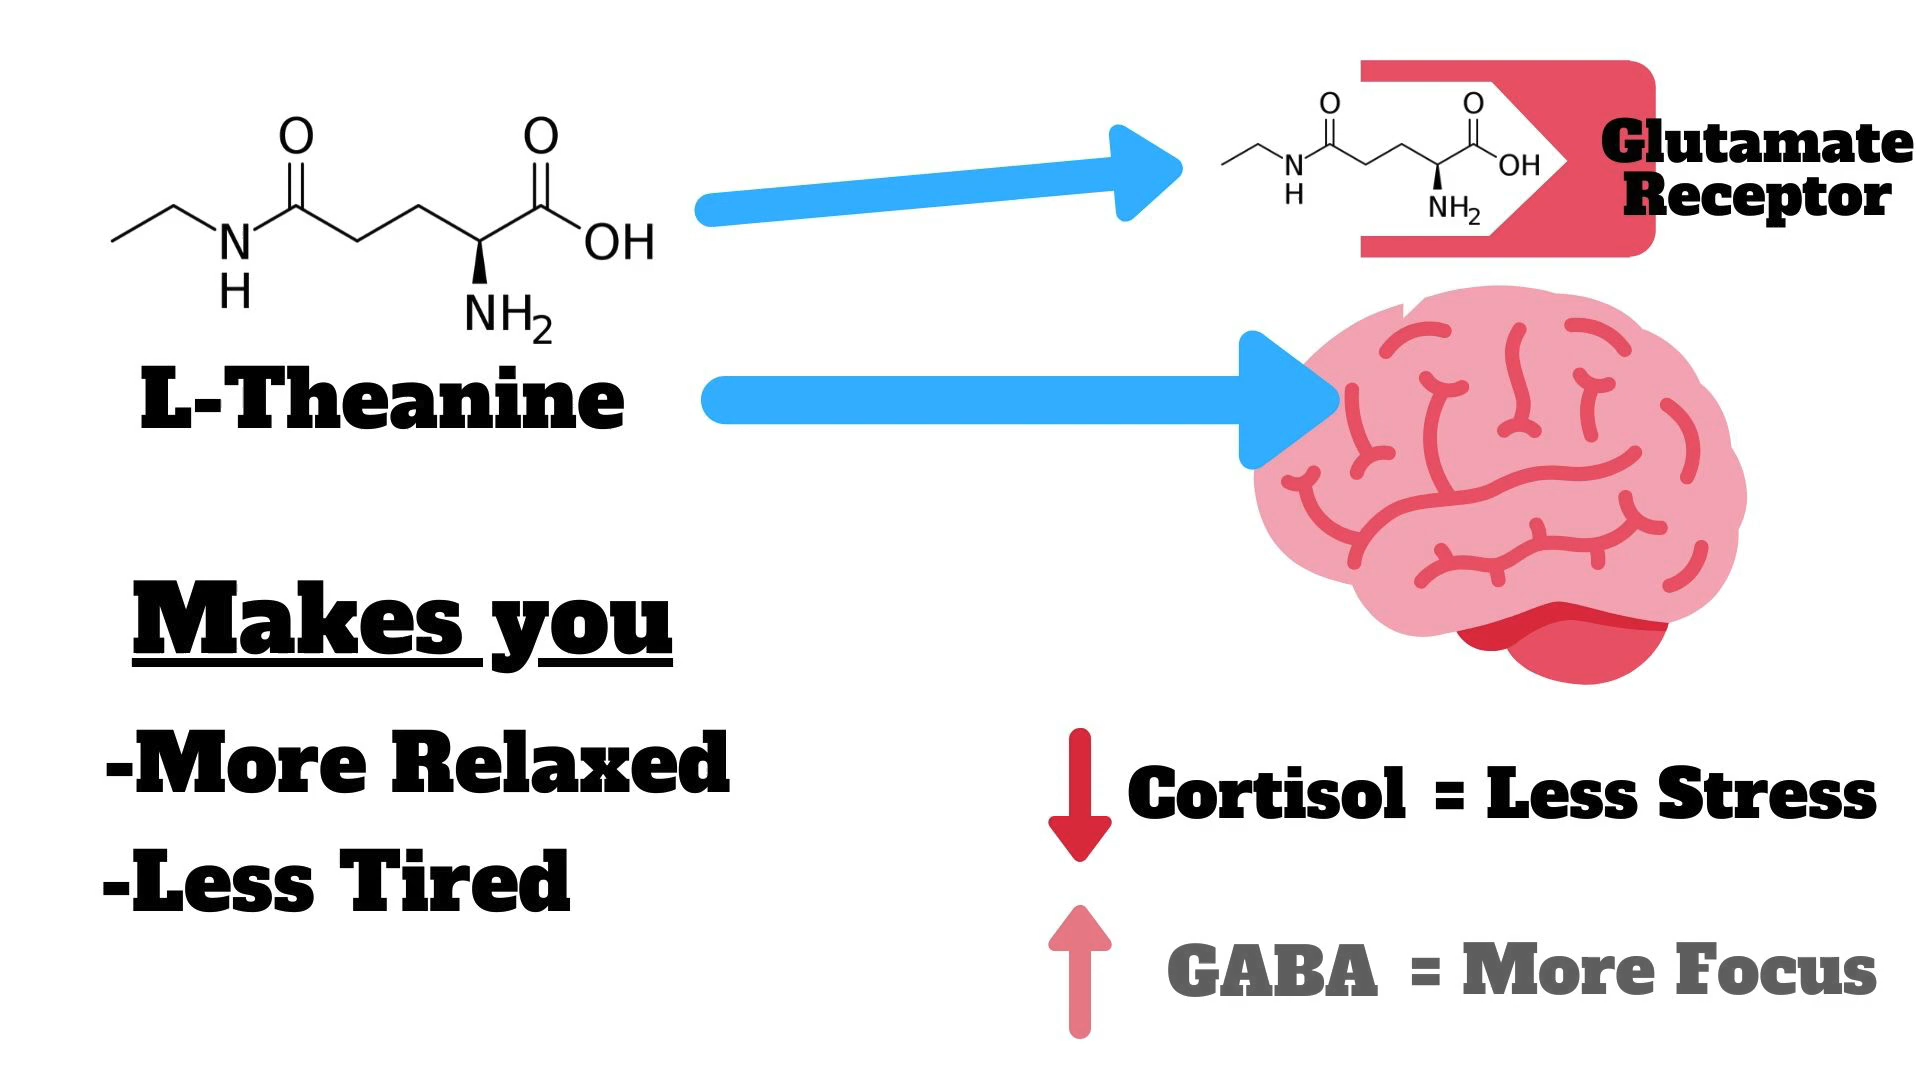 O
O
N
H
OH
NH2
L-Theanine
O
O
N
H
OH
NH2
Glutamate
Receptor
Makes you
-More Relaxed
-Less Tired
Cortisol = Less Stress
GABA = More Focus